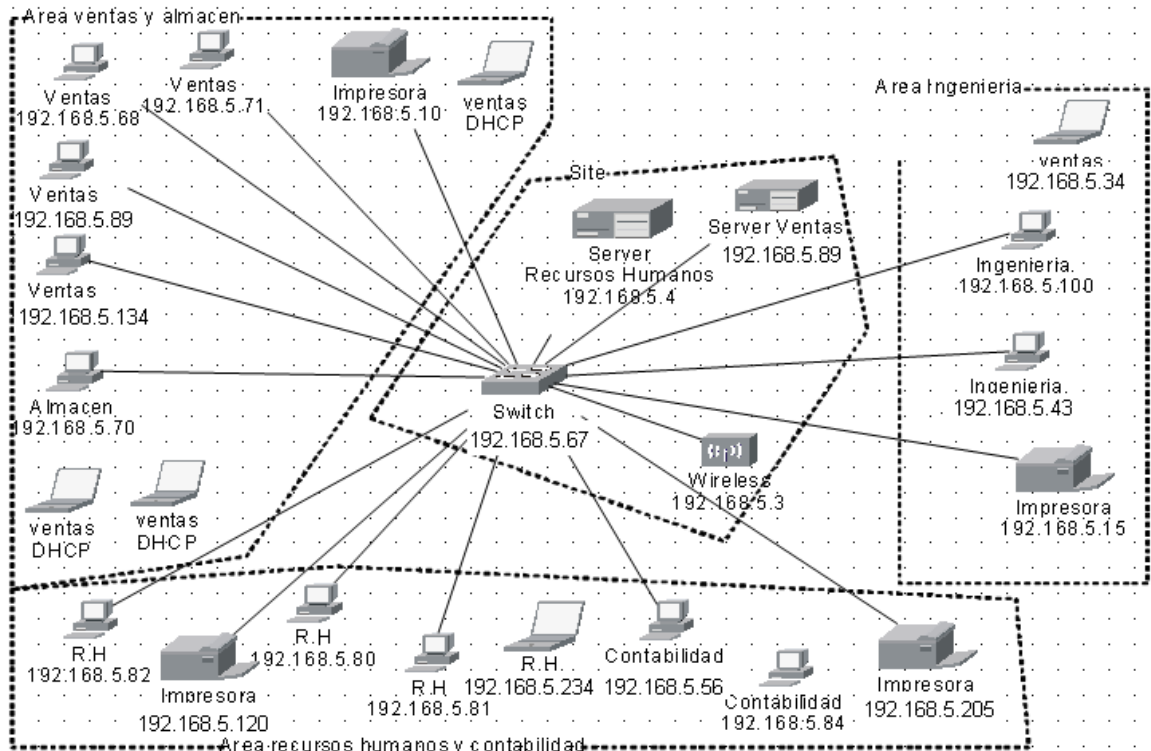 Area ventas y almacen
Ventas
192.168.5.68
Ventas
192.168.5.71
Impresora
192.168.5.10
ventas
DHCP
Ventas
192.168.5.89
Ventas
192.168.5.134
Almacen
192.168.5.70
ventas
DHCP
ventas
DHCP
Site
Server
Recursos Humanos
192.168.5.4
Server Ventas
192.168.5.89
Switch
192.168.5.67
Wireless
192.168.5.3
Area Ingenieria
ventas
192.168.5.34
Ingenieria.
192.168.5.100
Ingenieria.
192.168.5.43
Impresora
192.168.5.15
R.H
192.168.5.82
Impresora
192.168.5.120
R.H
192.168.5.80
R.H
192.168.5.81
R.H.
192.168.5.234
Contabilidad
192.168.5.56
Contabilidad
192.168.5.84
Impresora
192.168.5.205
Area recursos humanos y contabilidad